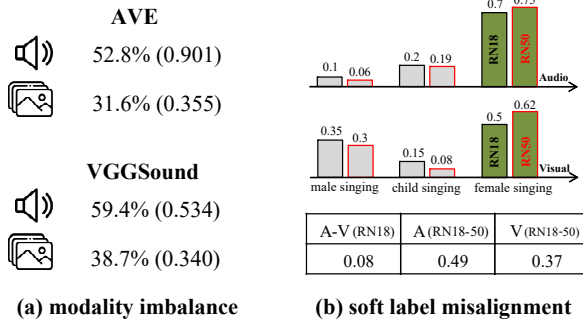 AVE
52.8% (0.901)
31.6% (0.355)
VGGSound
59.4% (0.534)
38.7% (0.340)
(a) modality imbalance
0.1 0.06 0.2 0.19 0.7 0.75
RN18 RN50
Audio
0.35 0.3 0.15 0.08 0.5 0.62
RN18 RN50
Visual
male singing child singing female singing
A-V (RN18) A (RN18-50) V (RN18-50)
0.08 0.49 0.37
(b) soft label misalignment